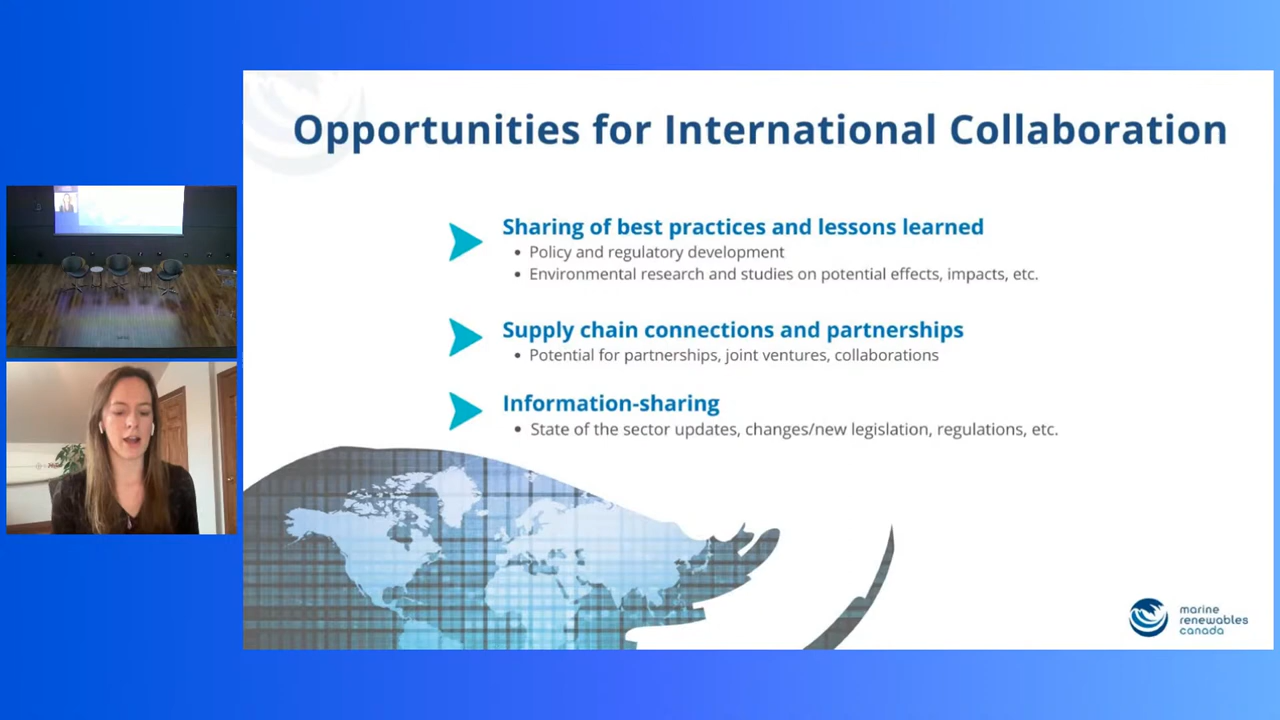 Opportunities for International Collaboration
Sharing of best practices and lessons learned
• Policy and regulatory development
• Environmental research and studies on potential effects, impacts, etc.
Supply chain connections and partnerships
• Potential for partnerships, joint ventures, collaborations
Information-sharing
• State of the sector updates, changes/new legislation, regulations, etc.
marine
renewables
canada